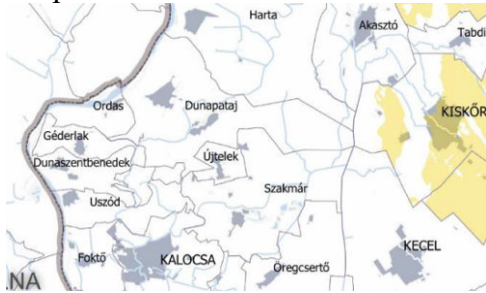 Harta
Akasztó
Tabdi
Ordas
Dunapataj
KISKŐR
Géderlak
Dunaszentbenedek
Újtelek
Szakmár
Uszód
Foktő
KALOCSA
Öregcsertő
KECEL
NA